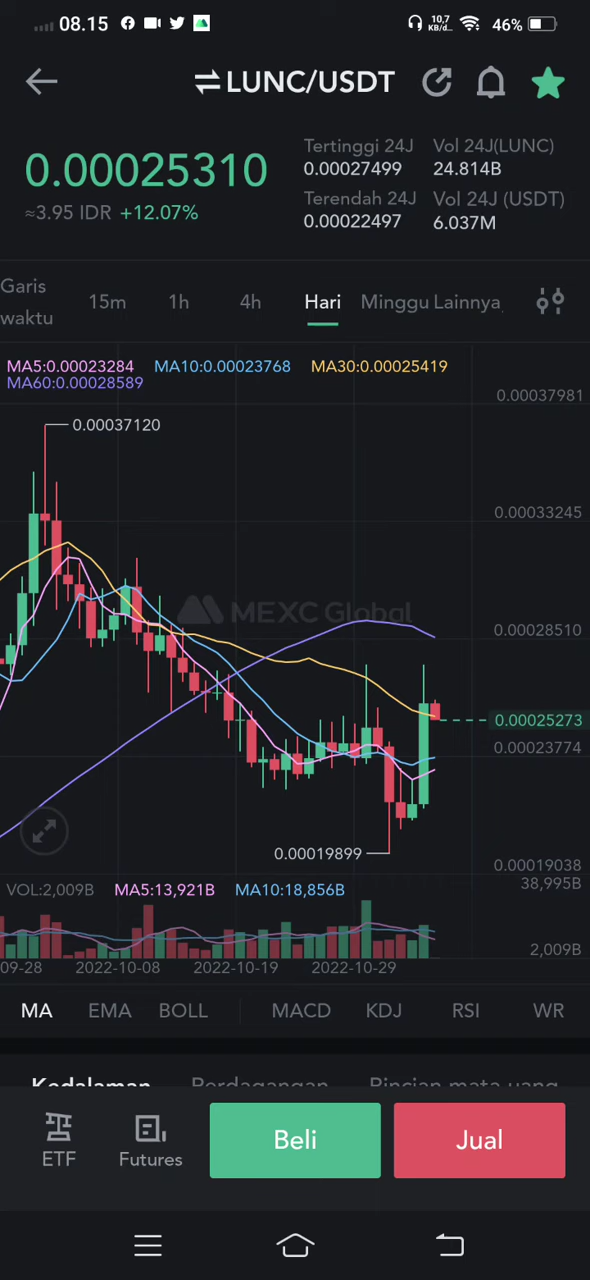 08.15
10,7
KB/d
46%
LUNC/USDT
0.00025310
≈3.95 IDR +12.07%
Tertinggi 24J
0.00027499
Terendah 24J
0.00022497
Vol 24J(LUNC)
24.814B
Vol 24J (USDT)
6.037M
Garis waktu
15m
1h
4h
Hari
Minggu
Lainnya
MA5:0.00023284 MA10:0.00023768 MA30:0.00025419
MA60:0.00028589
0.00037981
0.00037120
0.00033245
MEXC Global
0.00028510
0.00025273
0.00023774
0.00019899
0.00019038
VOL:2,009B MA5:13,921B MA10:18,856B
38,995B
2,009B
09-28 2022-10-08 2022-10-19 2022-10-29
MA EMA BOLL MACD KDJ RSI WR
Kedalaman Perdagangan Rincian mata uang
ETF
Futures
Beli
Jual